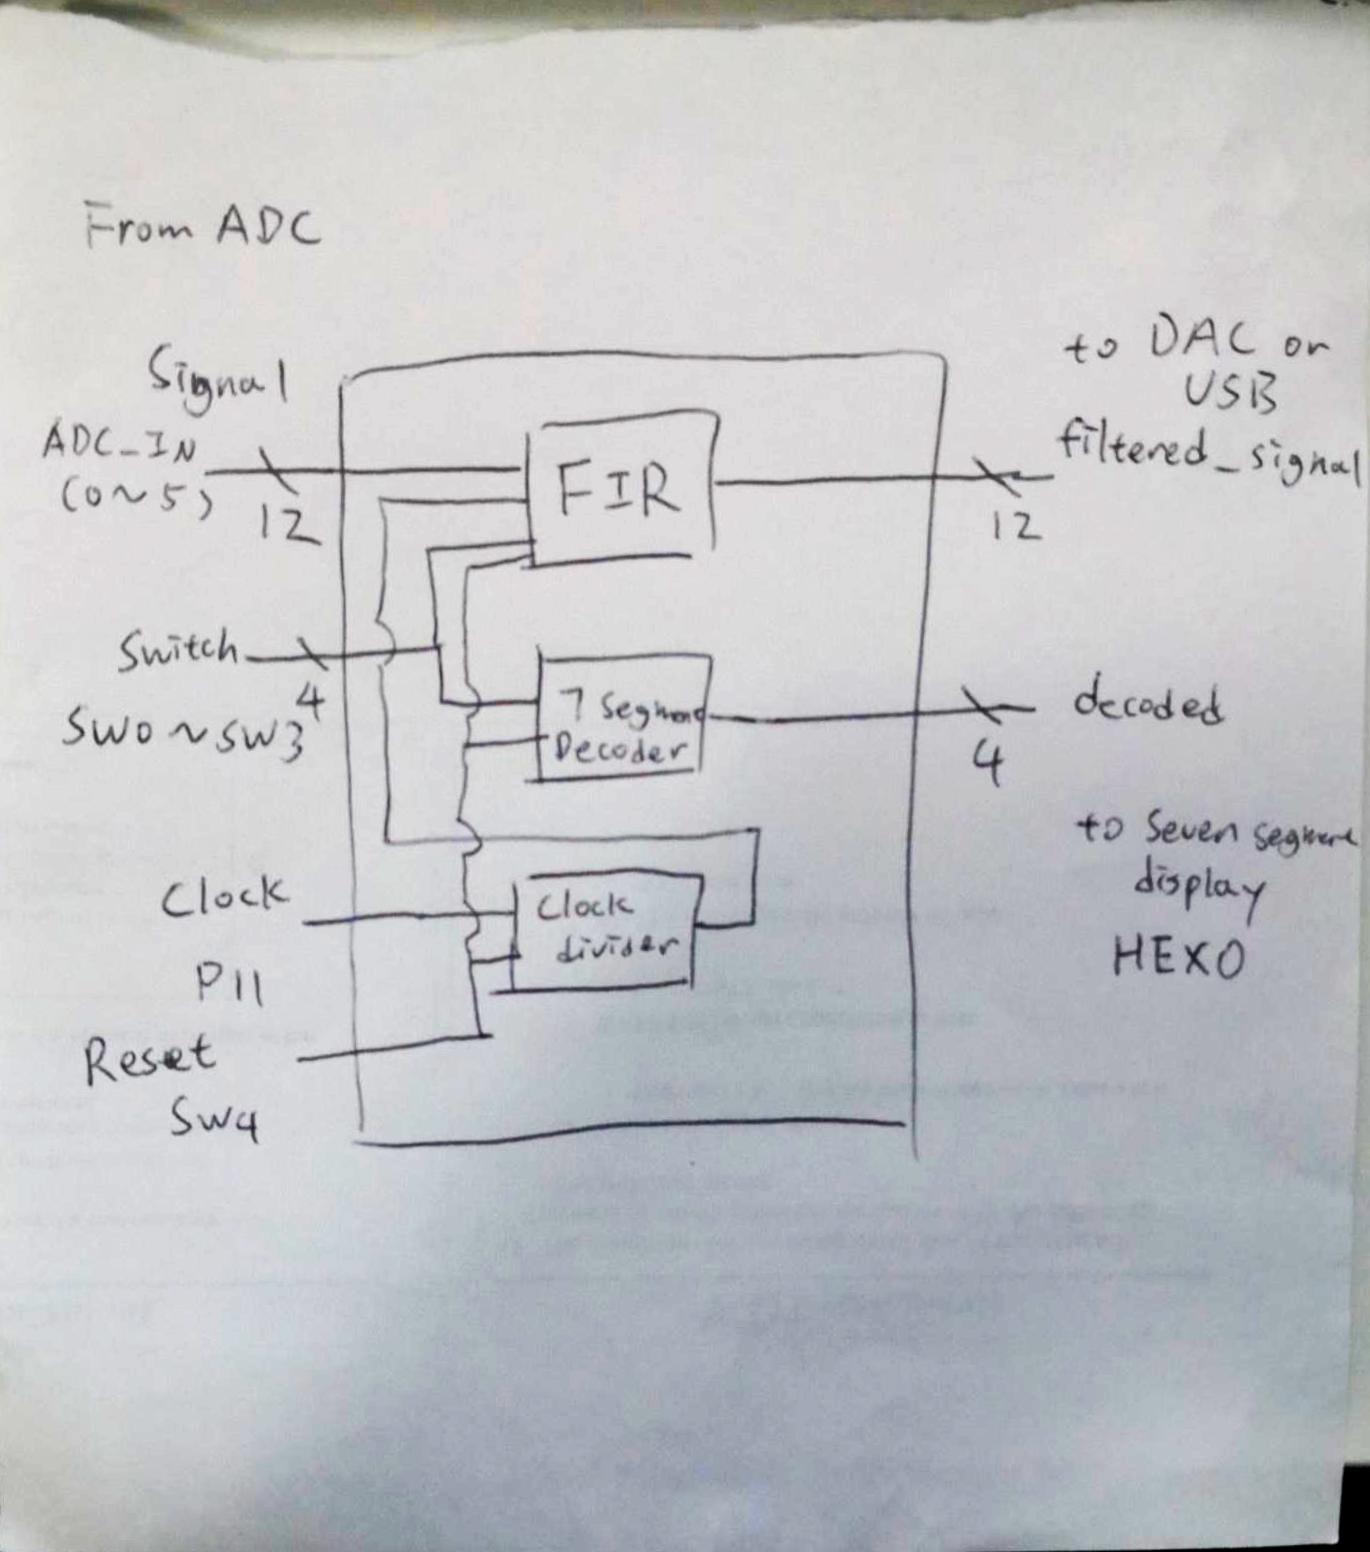 From ADC
Signal
ADC_IN
(0~5)
12
Switch
4
SW0~SW3
Clock
P11
Reset
SW4
FIR
7 Segment
Decoder
Clock
divider
to DAC or
USB
filtered_signal
12
decoded
4
to Seven segment
display
HEX0